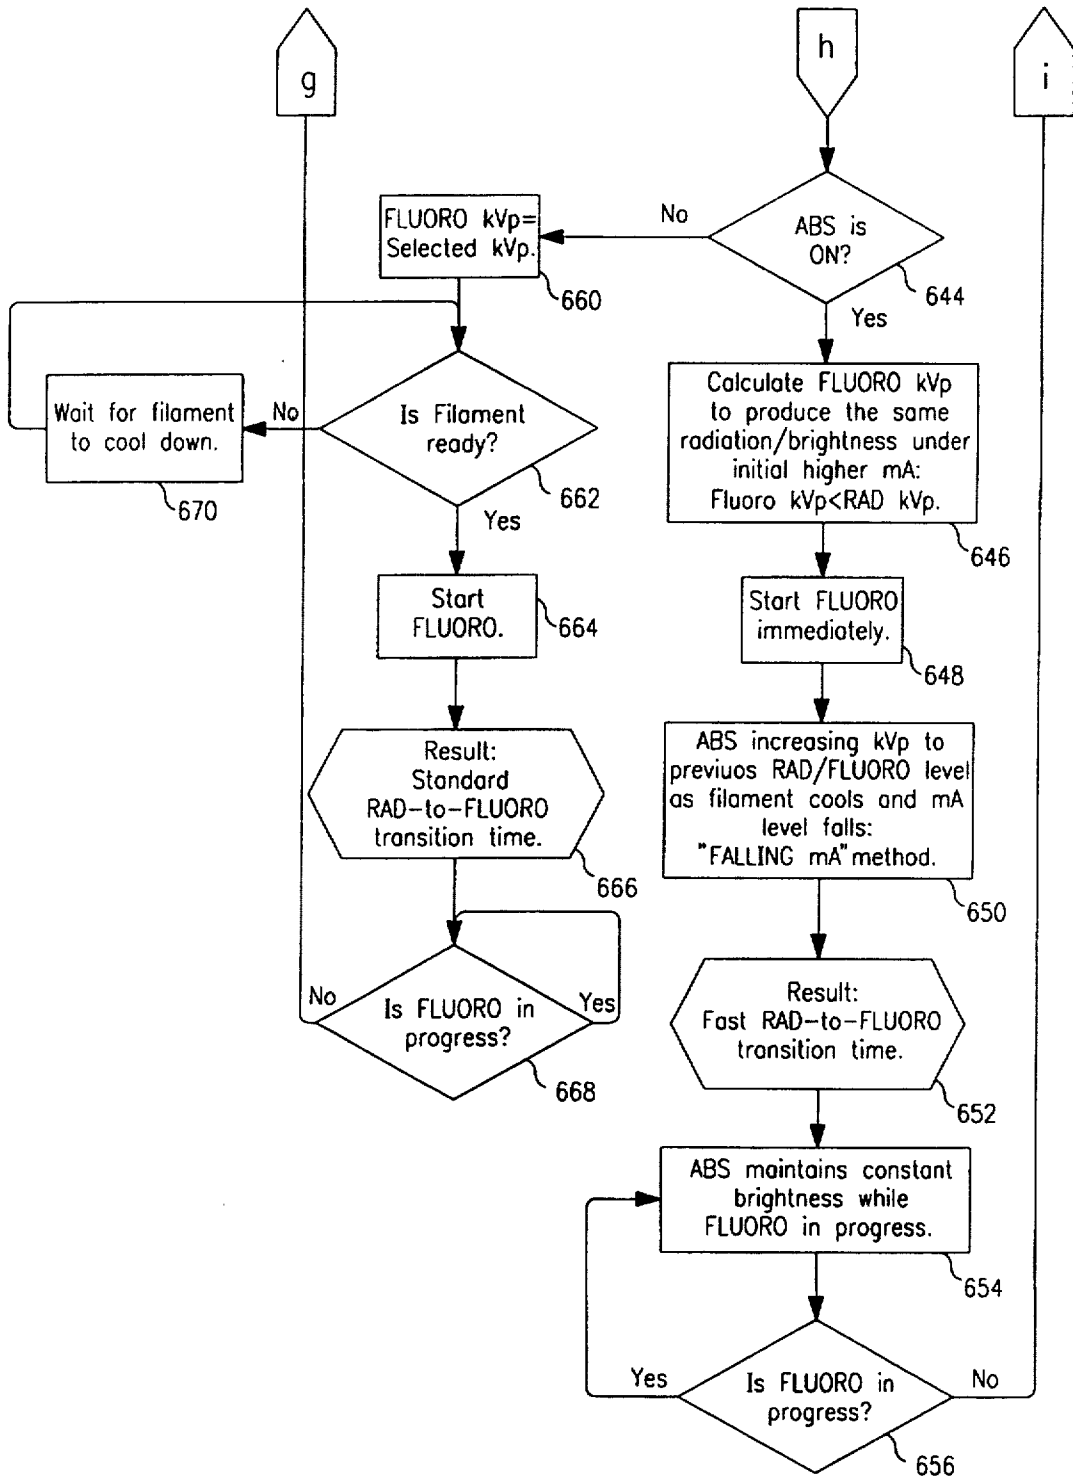 g
h
i
ABS is
ON?
644
No
Yes
FLUORO kVp=
Selected kVp.
660
Is Filament
ready?
662
No
Yes
Wait for filament
to cool down.
670
Start
FLUORO.
664
Result:
Standard
RAD-to-FLUORO
transition time.
666
Is FLUORO in
progress?
668
No
Yes
Calculate FLUORO kVp
to produce the same
radiation/brightness under
initial higher mA:
Fluoro kVp<RAD kVp.
646
Start FLUORO
immediately.
648
ABS increasing kVp to
previuos RAD/FLUORO level
as filament cools and mA
level falls:
"FALLING mA" method.
650
Result:
Fast RAD-to-FLUORO
transition time.
652
ABS maintains constant
brightness while
FLUORO in progress.
654
Is FLUORO in
progress?
656
Yes
No